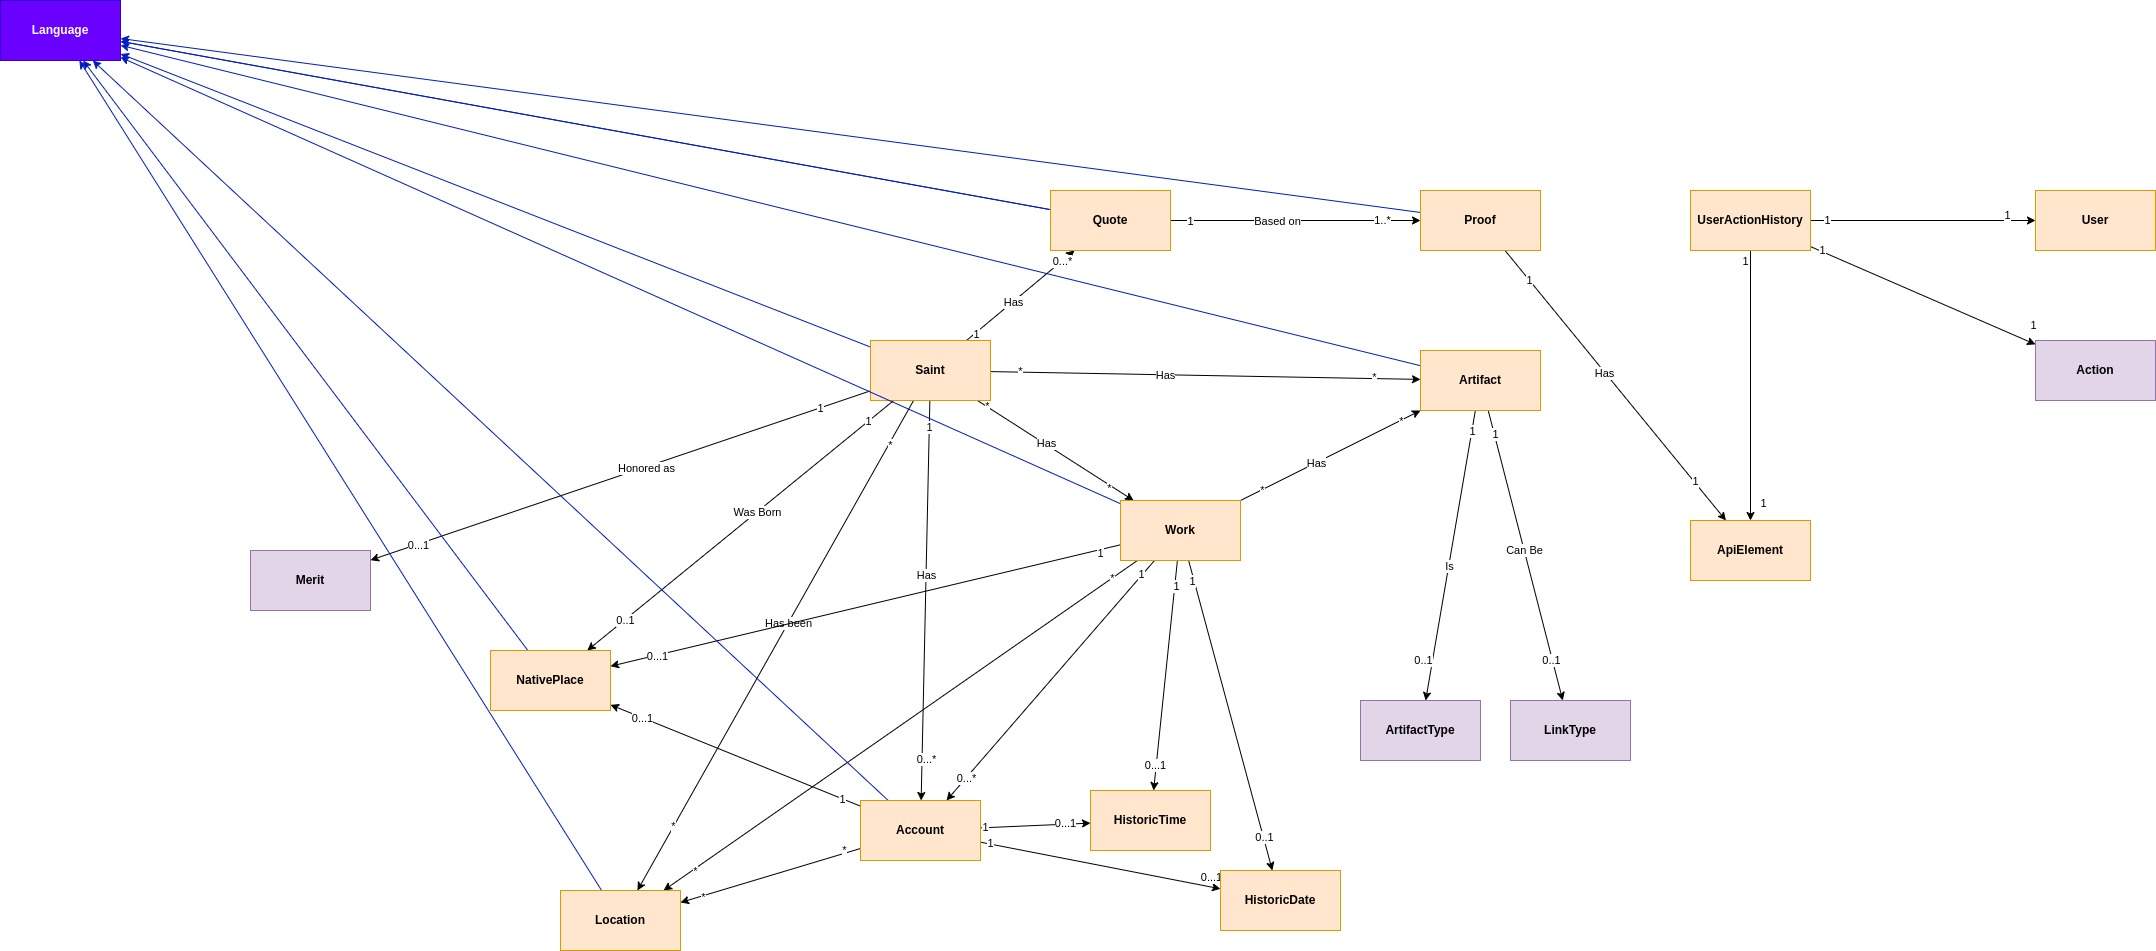 Language
Quote
1
Based on
1..*
Proof
UserActionHistory
1
1
User
0...*
1
1
1
Has
1
1
Action
Saint
*
Has
*
Artifact
Has
1
1
*
1
*
1
Has
*
1
1
Honored as
Has
*
*
1
1
Was Born
Work
0...1
1
Can Be
ApiElement
Merit
*
1
1
1
Has
Is
0..1
Has been
0...1
0..1
0..1
NativePlace
0...1
ArtifactType
LinkType
0...*
0...1
0...*
1
*
Account
1
0...1
HistoricTime
0..1
1
*
*
*
0...1
HistoricDate
Location